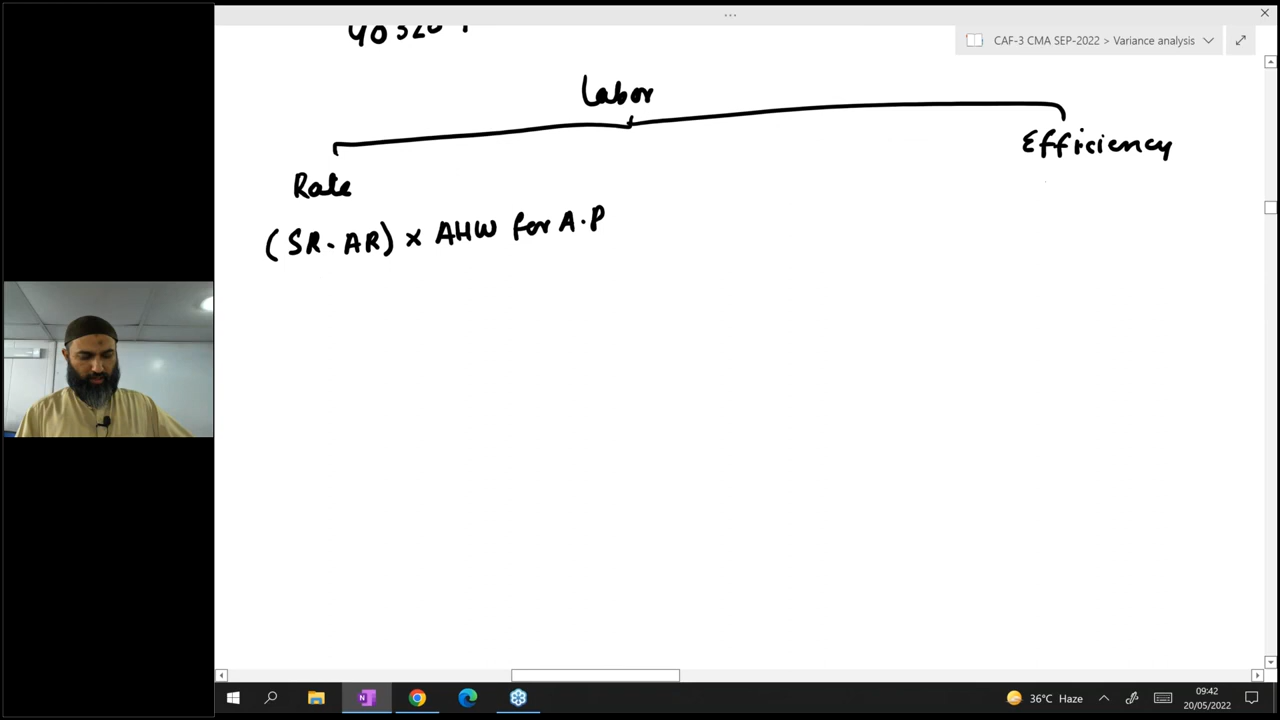 CAF-3 CMA SEP-2022 > Variance analysis
Labor
Efficiency
Rate
(SR-AR) × AHW for A.P
36°C Haze
09:42
20/05/2022